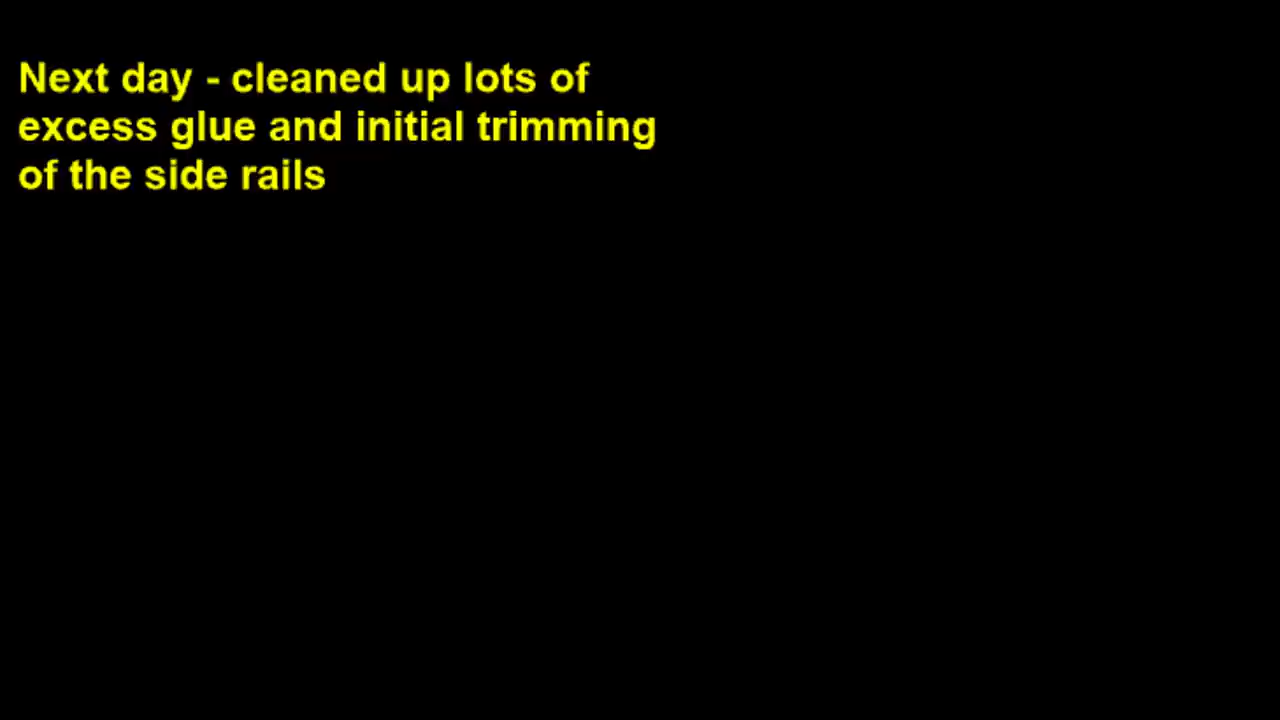 Next day - cleaned up lots of
excess glue and initial trimming
of the side rails